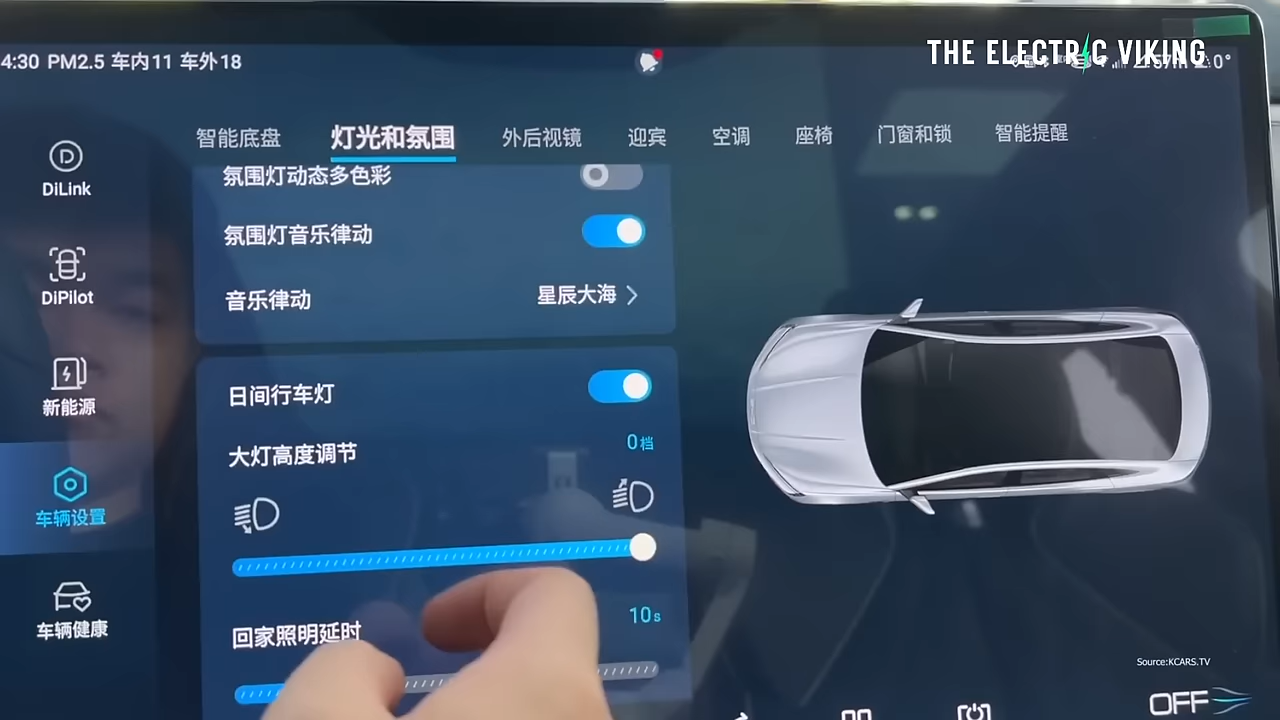 4:30 PM2.5 车内11 车外18
THE ELECTRIC VIKING
智能底盘 灯光和氛围 外后视镜 迎宾 空调 座椅 门窗和锁 智能提醒
DiLink
DiPilot
新能源
车辆设置
车辆健康
氛围灯动态多色彩
氛围灯音乐律动
音乐律动 星辰大海
日间行车灯
大灯高度调节 0档
回家照明延时 10s
Source:KCARS.TV
OFF